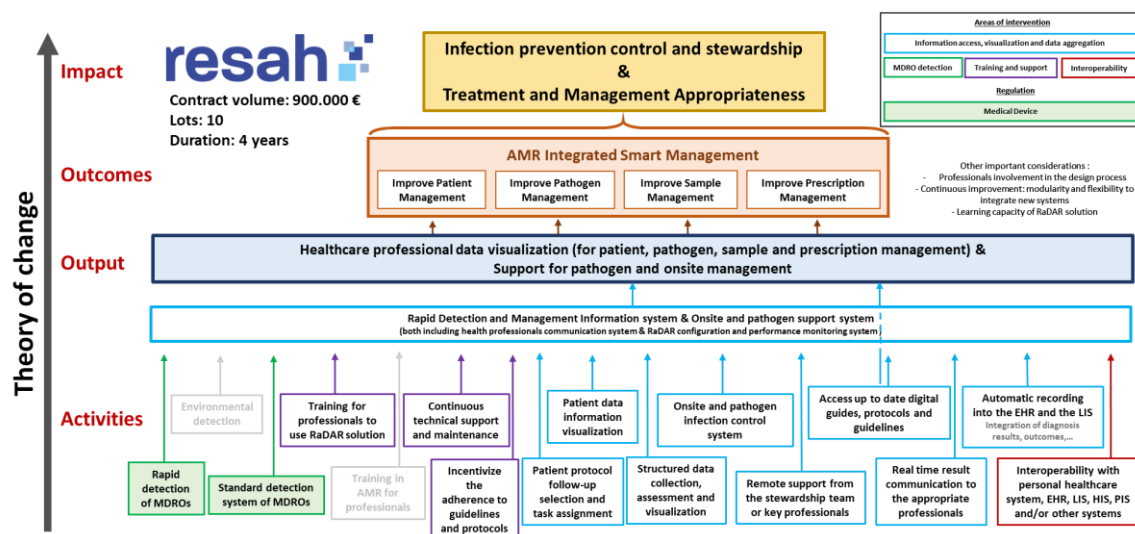 Theory of change
Impact
Outcomes
Output
Activities
resah
Contract volume: 900.000 €
Lots: 10
Duration: 4 years
Infection prevention control and stewardship
&
Treatment and Management Appropriateness
Areas of intervention
Information access, visualization and data aggregation
MDRO detection
Training and support
Interoperability
Regulation
Medical Device
AMR Integrated Smart Management
Improve Patient
Management
Improve Pathogen
Management
Improve Sample
Management
Improve Prescription
Management
Other important considerations :
- Professionals involvement in the design process
- Continuous improvement: modularity and flexibility to
integrate new systems
- Learning capacity of RaDAR solution
Healthcare professional data visualization (for patient, pathogen, sample and prescription management) &
Support for pathogen and onsite management
Rapid Detection and Management Information system & Onsite and pathogen support system
(both including health professionals communication system & RaDAR configuration and performance monitoring system )
Environmental
detection
Training for
professionals to
use RaDAR solution
Continuous
technical support
and maintenance
Patient data
information
visualization
Onsite and pathogen
infection control
system
Access up to date digital
guides, protocols and
guidelines
Automatic recording
into the EHR and the LIS
Integration of diagnosis
results, outcomes,...
Rapid
detection
of MDROs
Standard detection
system of MDROs
Training in
AMR for
professionals
Incentivize
the
adherence to
guidelines
and protocols
Patient protocol
follow-up
selection and
task assignment
Structured data
collection,
assessment and
visualization
Remote support from
the stewardship team
or key professionals
Real time result
communication to
the appropriate
professionals
Interoperability with
personal healthcare
system, EHR, LIS, HIS, PIS
and/or other systems